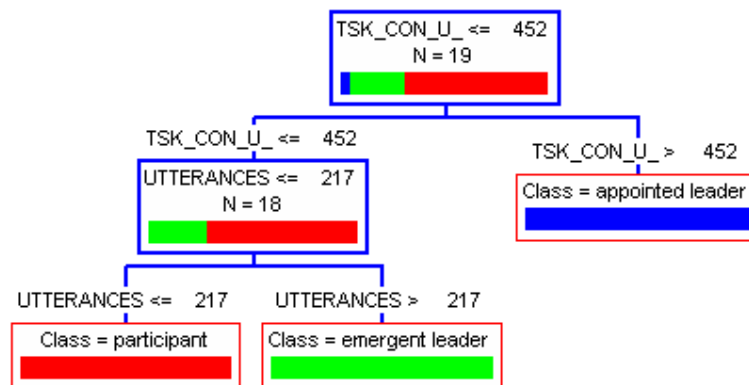 TSK_CON_U_ <= 452
N = 19
TSK_CON_U_ <= 452
TSK_CON_U_ > 452
UTTERANCES <= 217
N = 18
Class = appointed leader
UTTERANCES <= 217
UTTERANCES > 217
Class = participant
Class = emergent leader